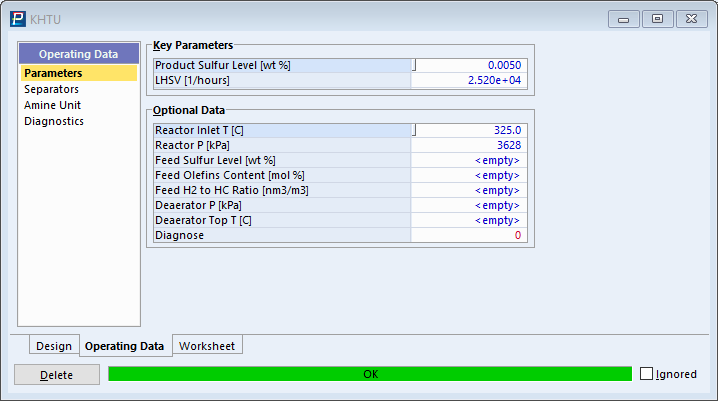 KHTU
Operating Data
Parameters
Separators
Amine Unit
Diagnostics
Key Parameters
Product Sulfur Level [wt %] 0.0050
LHSV [1/hours] 2.520e+04
Optional Data
Reactor Inlet T [C] 325.0
Reactor P [kPa] 3628
Feed Sulfur Level [wt %] <empty>
Feed Olefins Content [mol %] <empty>
Feed H2 to HC Ratio [nm3/m3] <empty>
Deaerator P [kPa] <empty>
Deaerator Top T [C] <empty>
Diagnose 0
Design Operating Data Worksheet
Delete OK Ignored